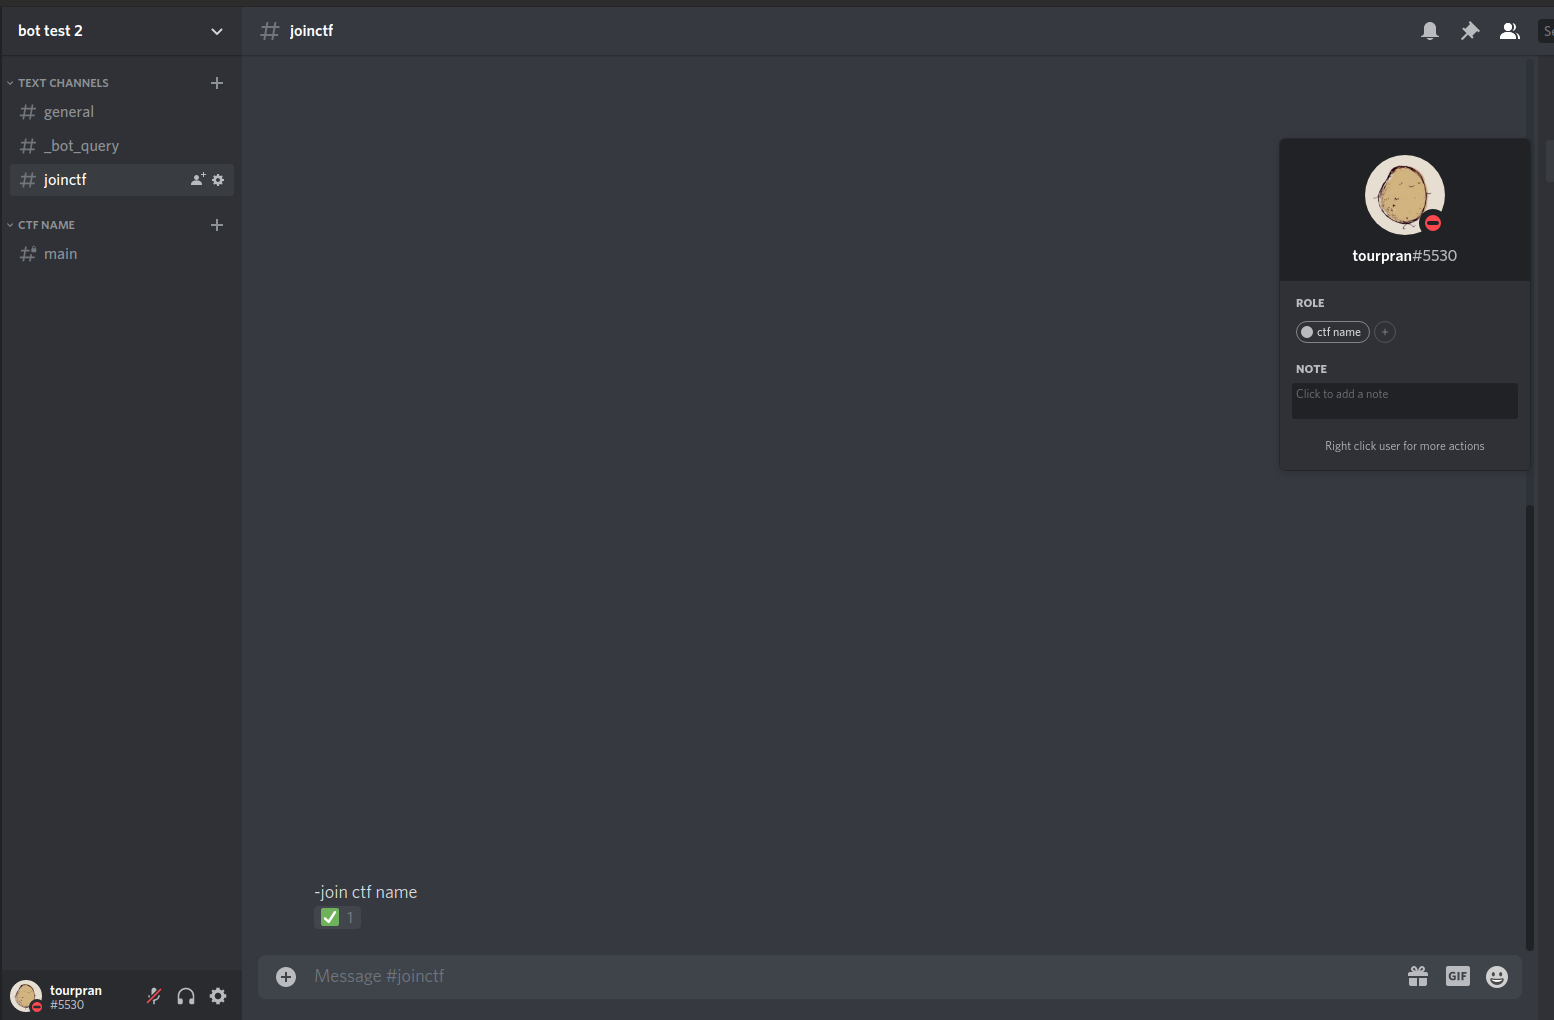 bot test 2
TEXT CHANNELS
general
_bot_query
joinctf
CTF NAME
main
tourpran
#5530
joinctf
-join ctf name
1
Message #joinctf
GIF
tourpran#5530
ROLE
ctf name
NOTE
Click to add a note
Right click user for more actions